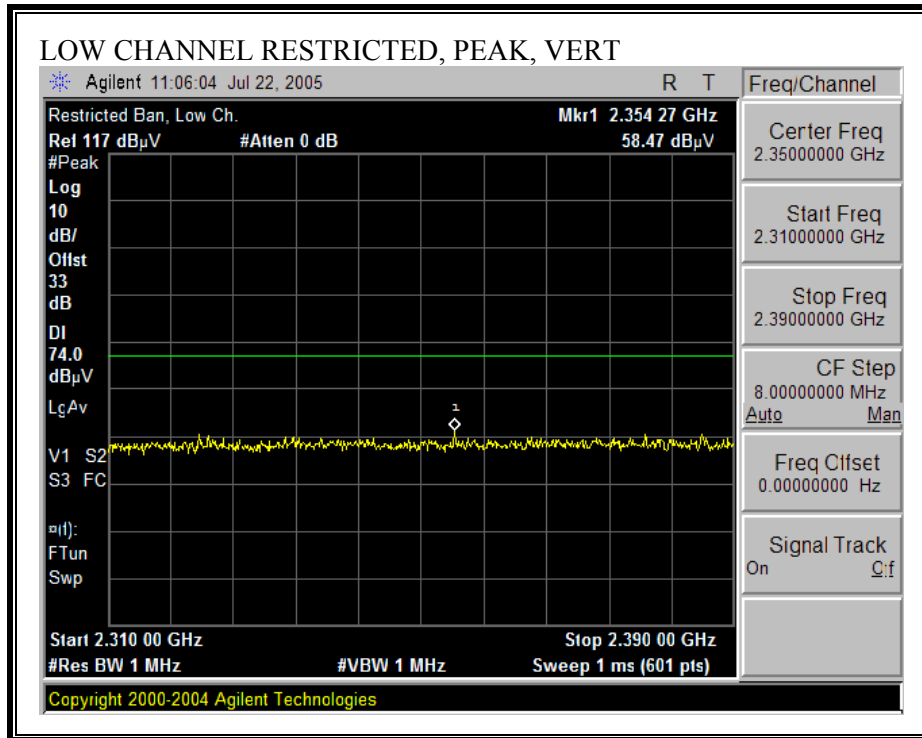 LOW CHANNEL RESTRICTED, PEAK, VERT
Agilent 11:06:04 Jul 22, 2005 R T
Freq/Channel
Restricted Ban, Low Ch. Mkr1 2.354 27 GHz
Ref 117 dBµV #Atten 0 dB 58.47 dBµV
#Peak
Log
10
dB/
Offst
33
dB
DI
74.0
dBµV
LgAv
1
V1 S2
S3 FC
¤(f):
FTun
Swp
Start 2.310 00 GHz Stop 2.390 00 GHz
#Res BW 1 MHz #VBW 1 MHz Sweep 1 ms (601 pts)
Center Freq
2.35000000 GHz
Start Freq
2.31000000 GHz
Stop Freq
2.39000000 GHz
CF Step
8.00000000 MHz
Auto Man
Freq Offset
0.00000000 Hz
Signal Track
On Off
Copyright 2000-2004 Agilent Technologies